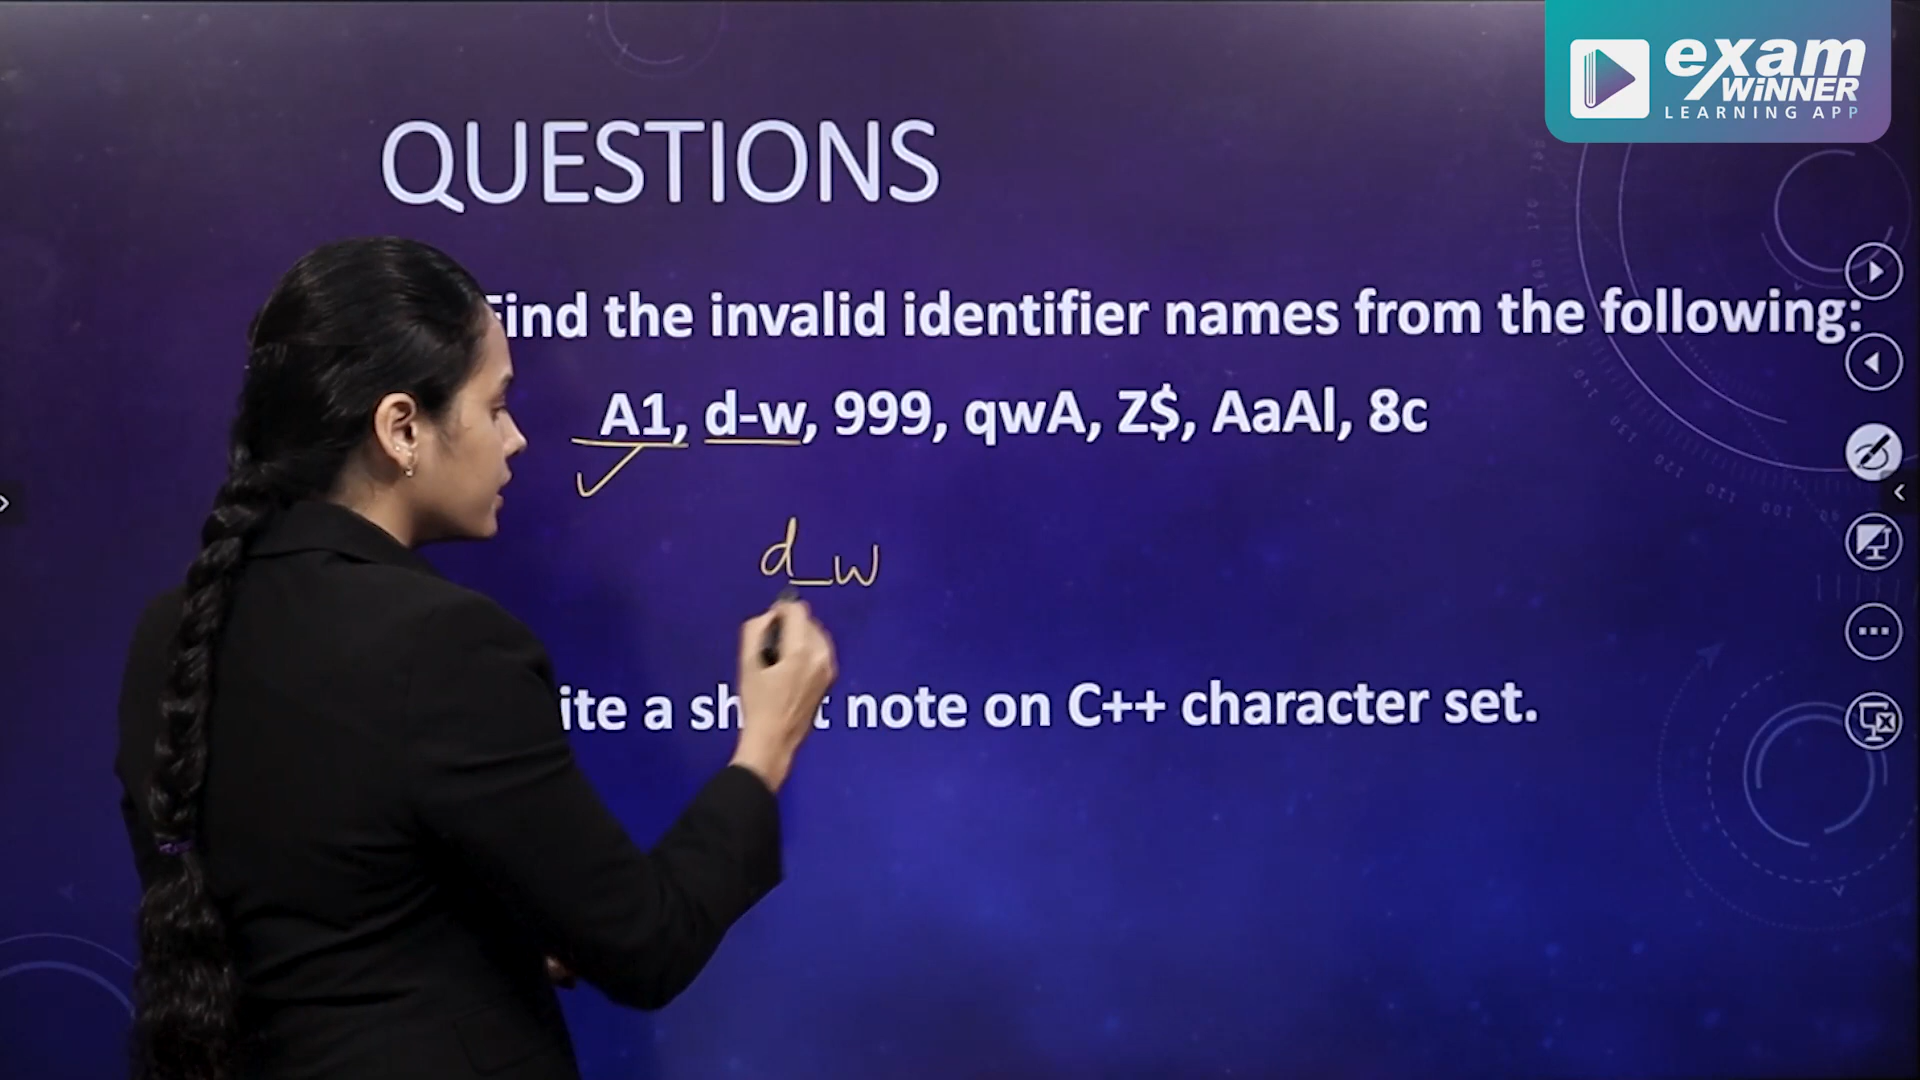 exam
WiNNER
LEARNING APP
QUESTIONS
Find the invalid identifier names from the following:
A1, d-w, 999, qwA, Z$, AaAl, 8c
d_w
a note on C++ character set.